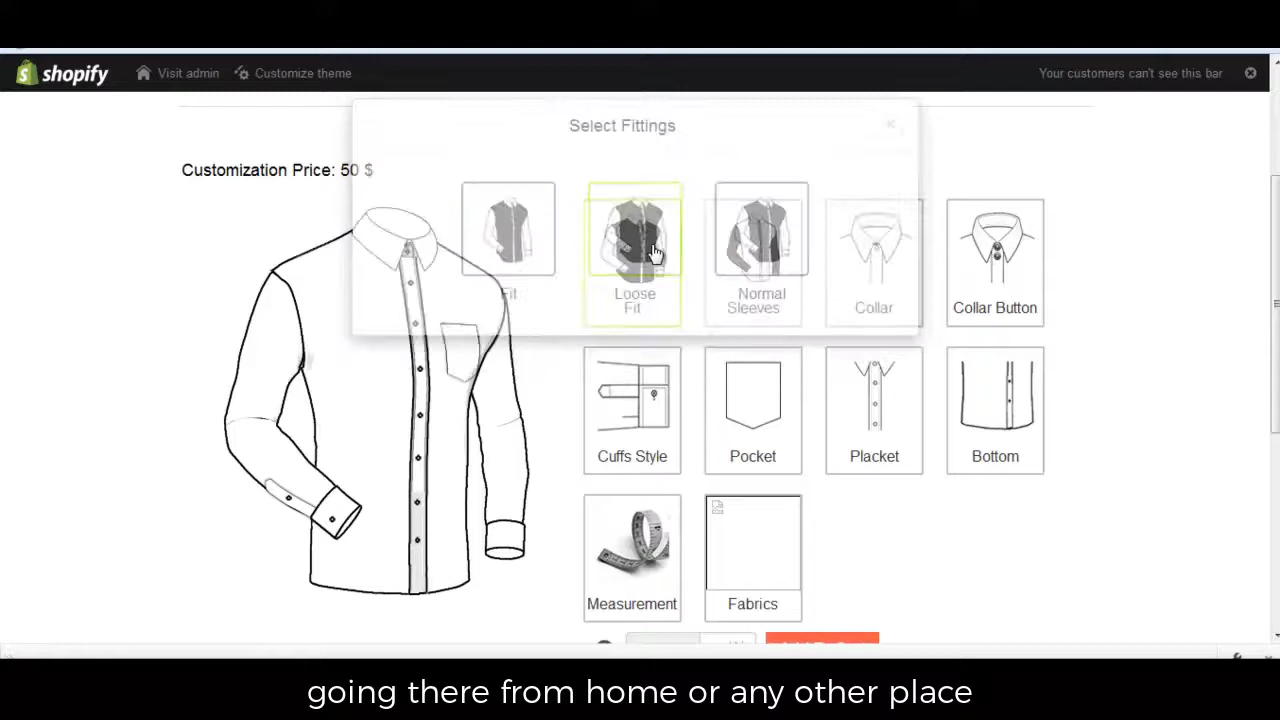 shopify Visit admin Customize theme Your customers can't see this bar
Select Fittings
Customization Price: 50 $
Fit Loose Normal
Fit Sleeves Collar Collar Button
Cuffs Style Pocket Placket Bottom
Measurement Fabrics
going there from home or any other place